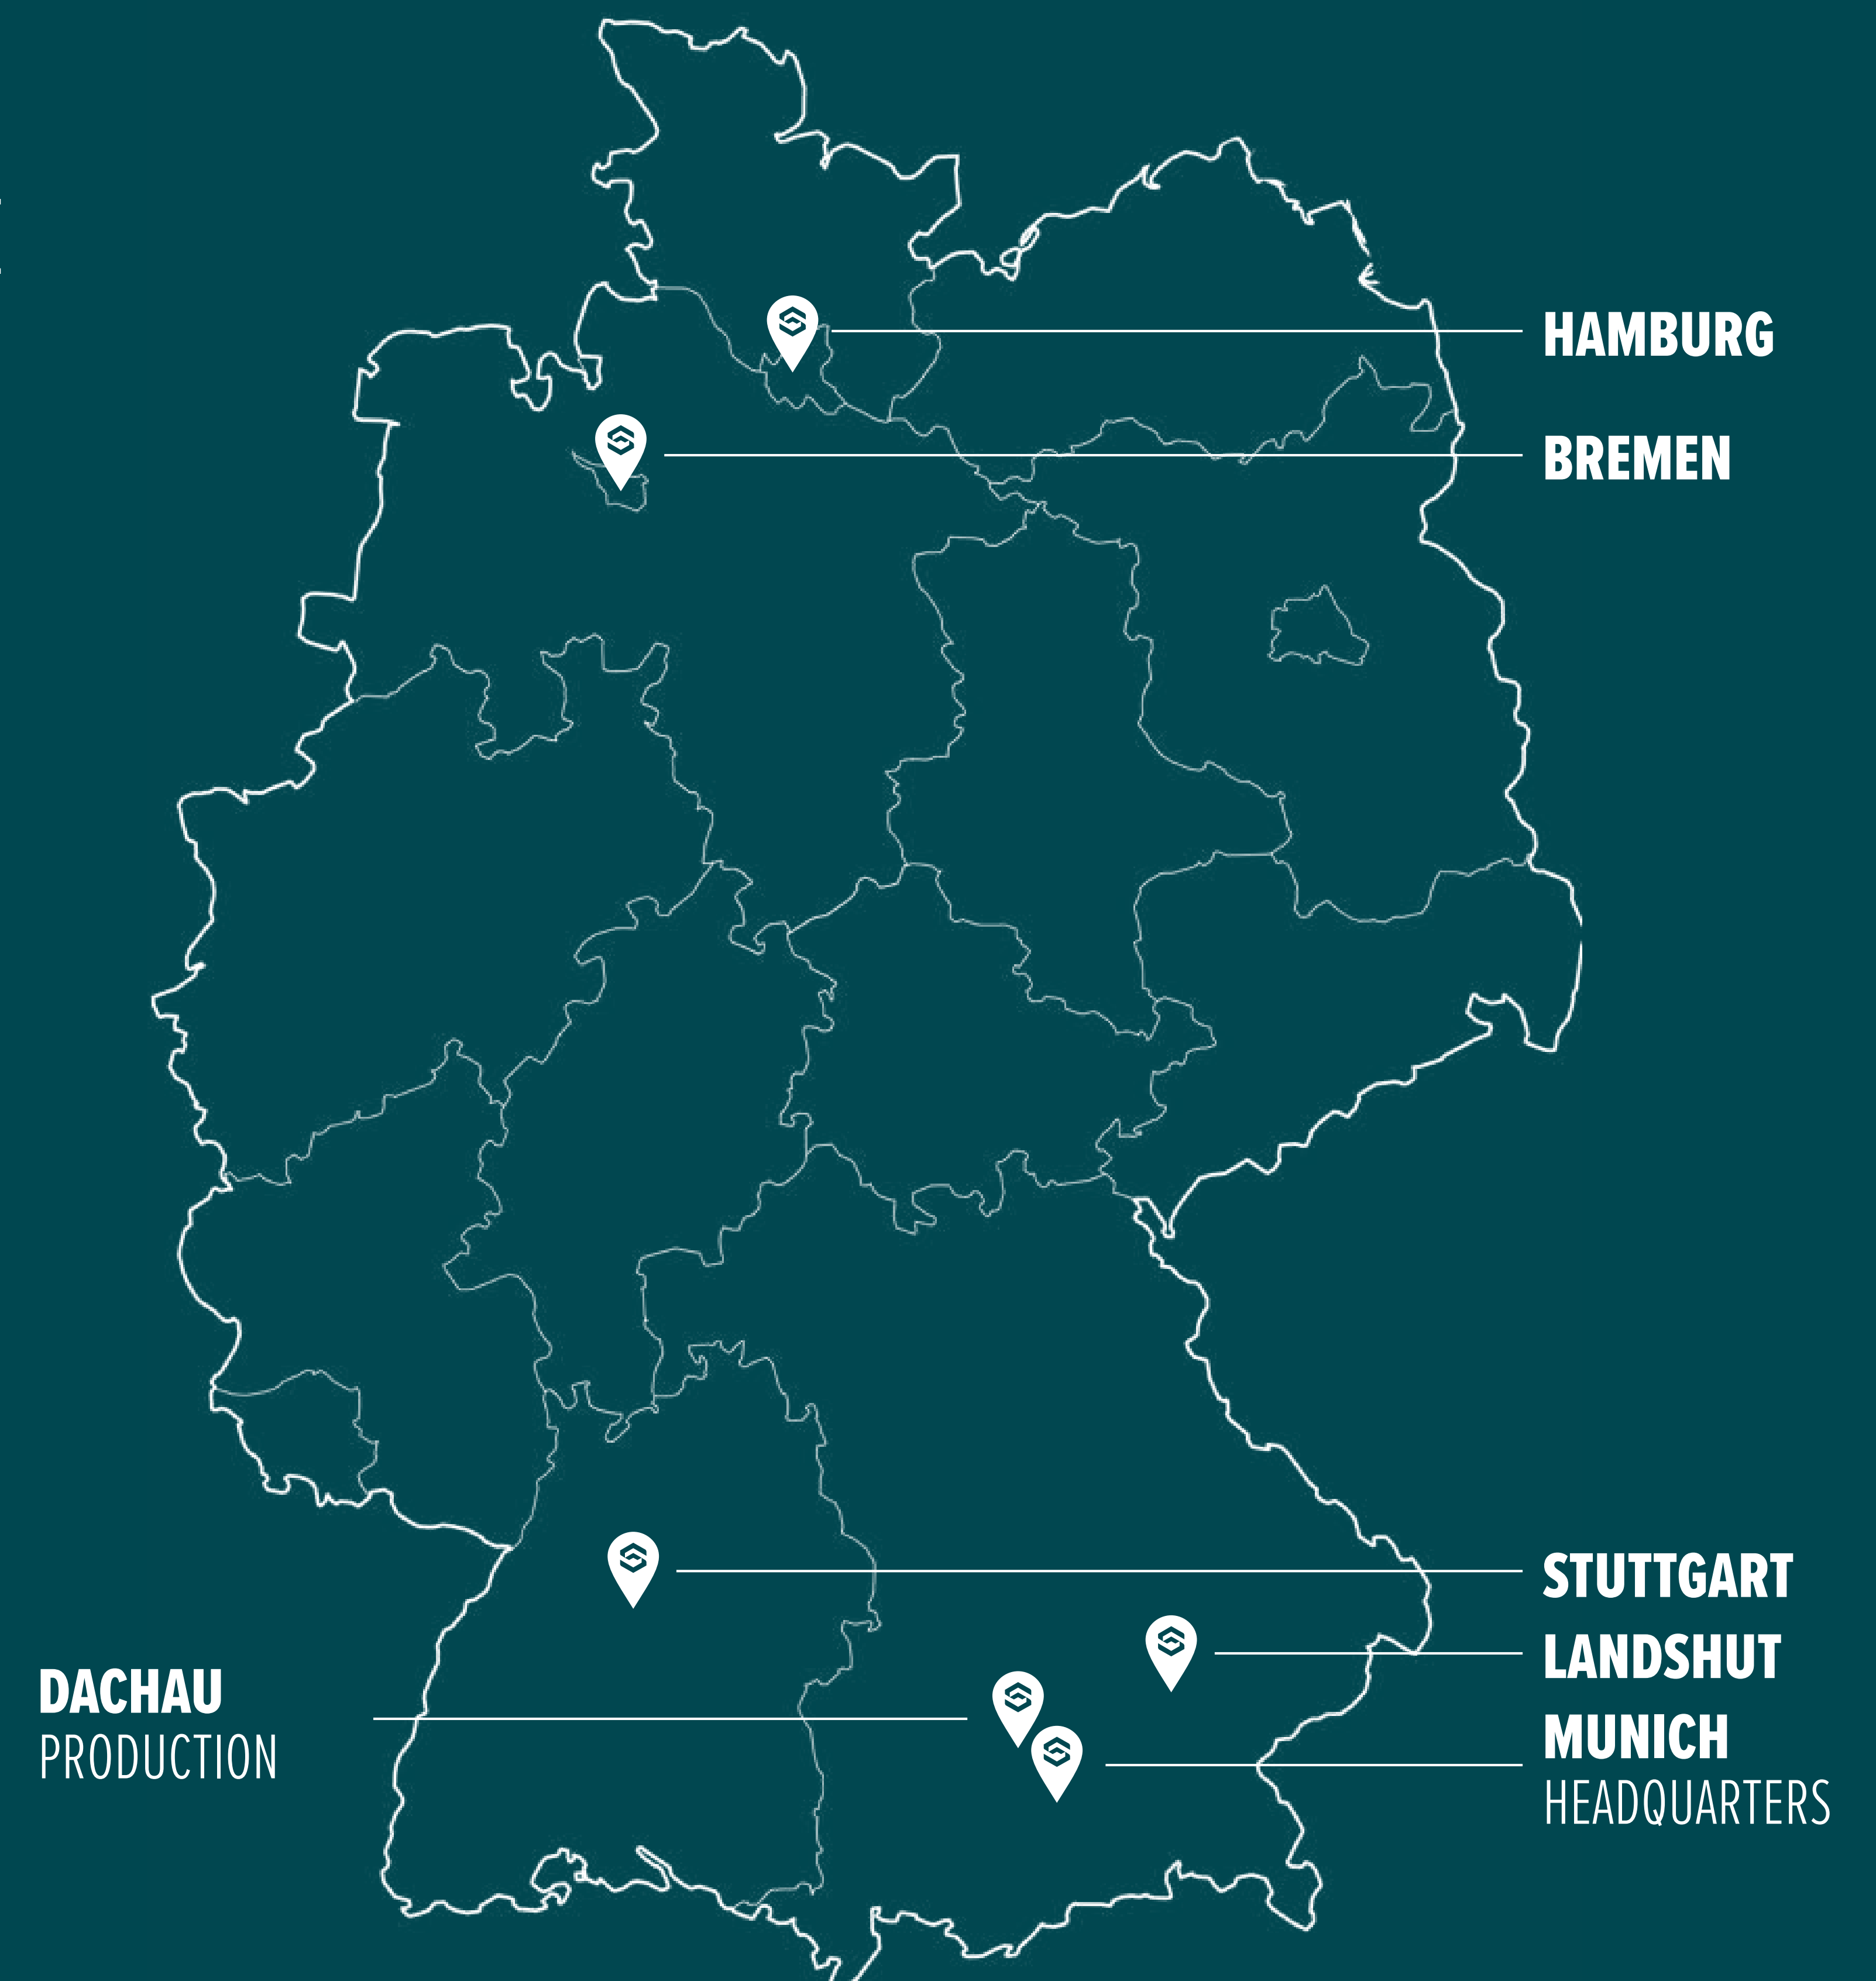 HAMBURG
BREMEN
STUTTGART
LANDSHUT
DACHAU
PRODUCTION
MUNICH
HEADQUARTERS